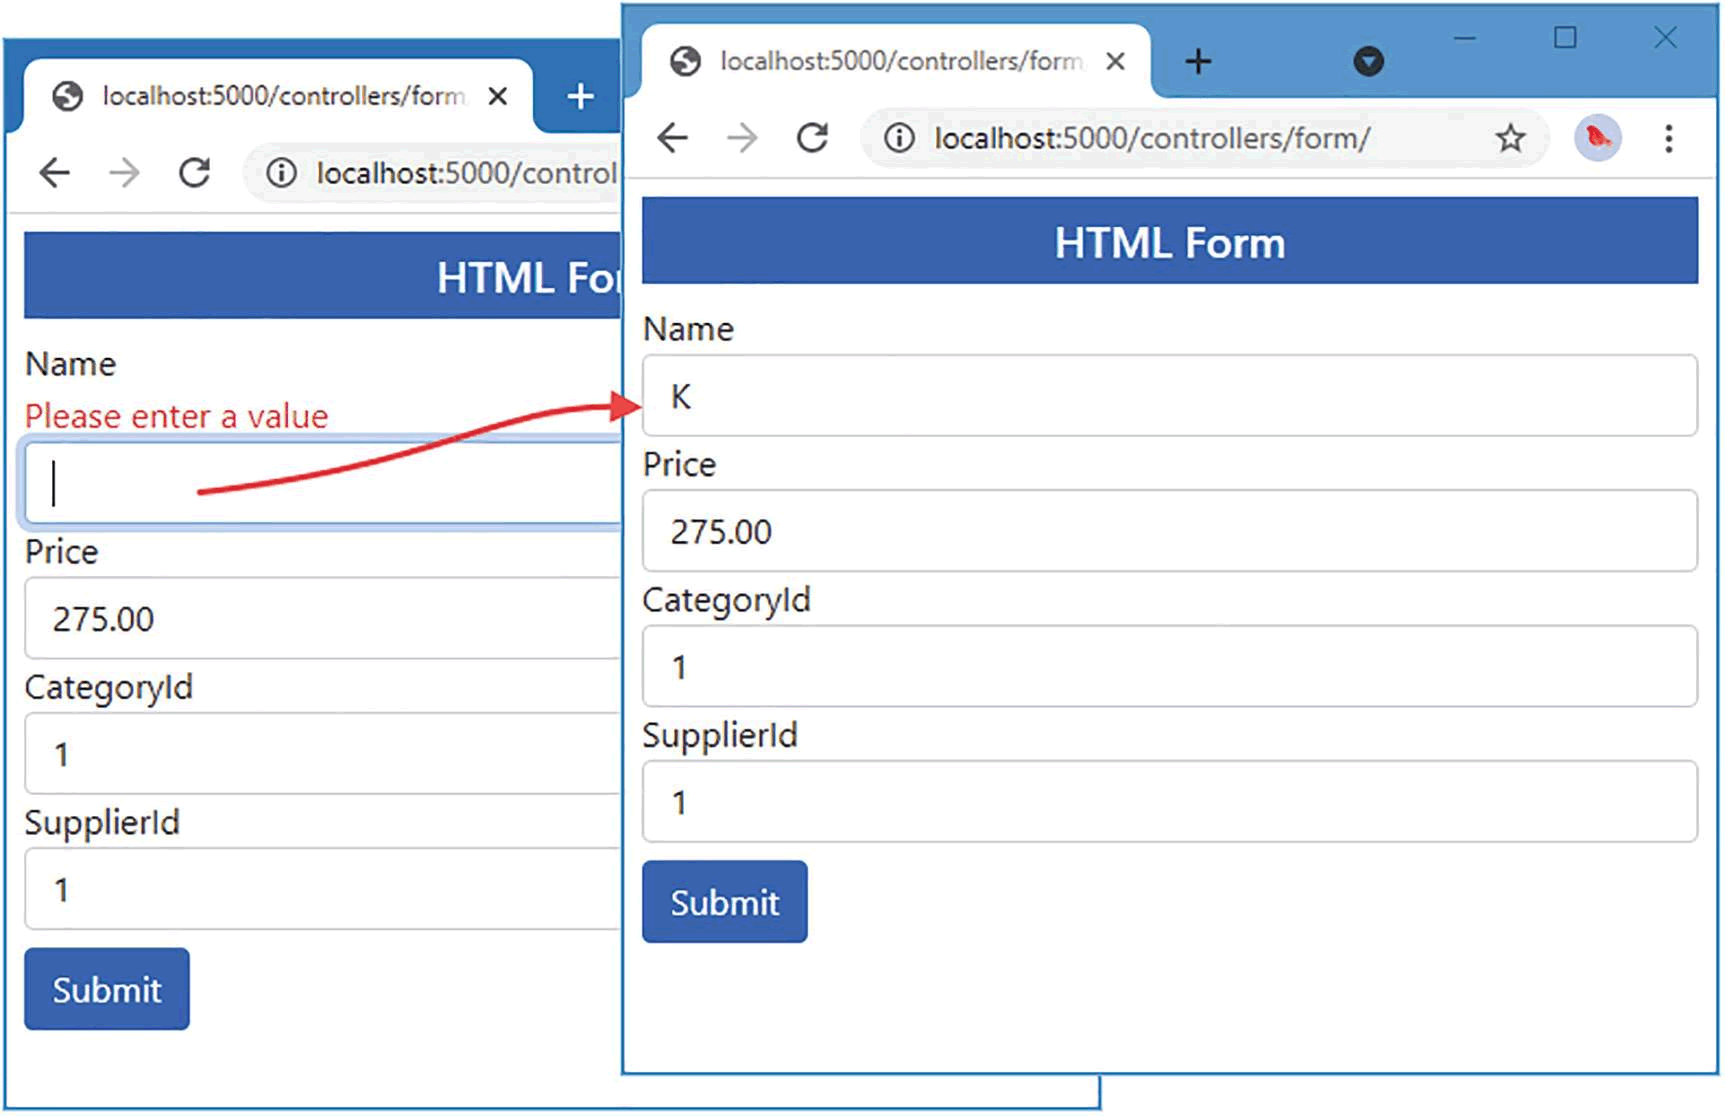 localhost:5000/controllers/form
localhost:5000/control
HTML For
Name
Please enter a value
Price
275.00
CategoryId
1
SupplierId
1
Submit
localhost:5000/controllers/form
localhost:5000/controllers/form/
HTML Form
Name
K
Price
275.00
CategoryId
1
SupplierId
1
Submit